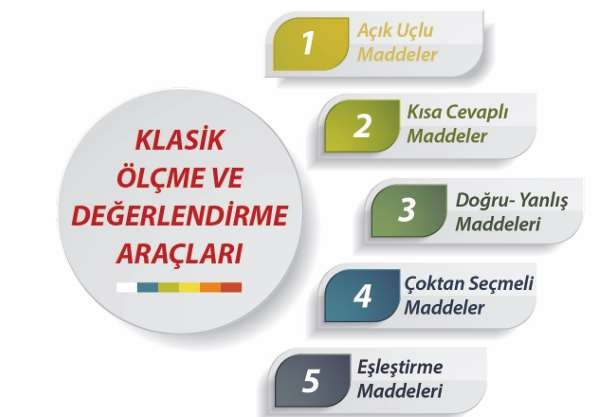 KLASİK
ÖLÇME VE
DEĞERLENDİRME
ARAÇLARI
1
Açık Uçlu
Maddeler
2
Kısa Cevaplı
Maddeler
3
Doğru- Yanlış
Maddeleri
4
Çoktan Seçmeli
Maddeler
5
Eşleştirme
Maddeleri